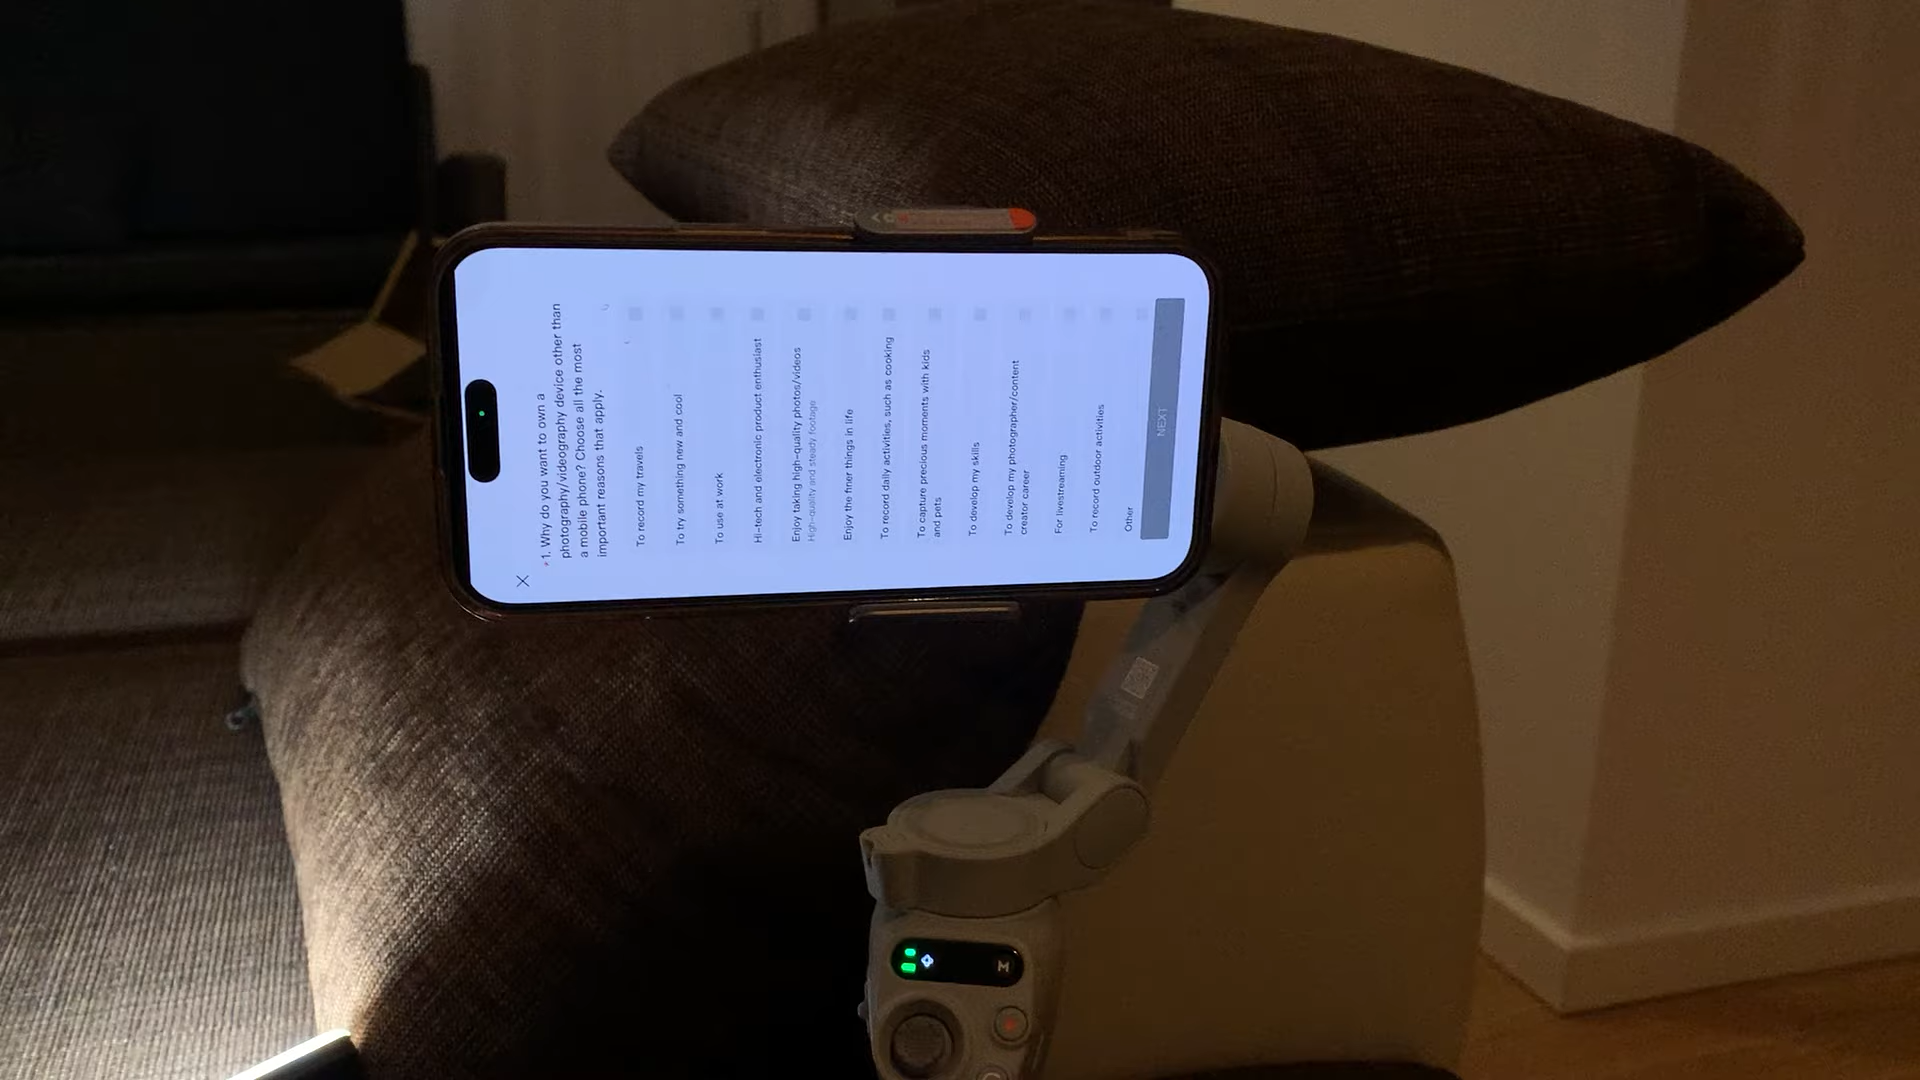 * 1. Why do you want to own a
photography/videography device other than
a mobile phone? Choose all the most
important reasons that apply.
To record my travels
To try something new and cool
To use at work
Hi-tech and electronic product enthusiast
Enjoy taking high-quality photos/videos
High-quality and steady footage
Enjoy the finer things in life
To record daily activities, such as cooking
To capture precious moments with kids
and pets
To develop my skills
To develop my photographer/content
creator career
For livestreaming
To record outdoor activities
Other
NEXT
M